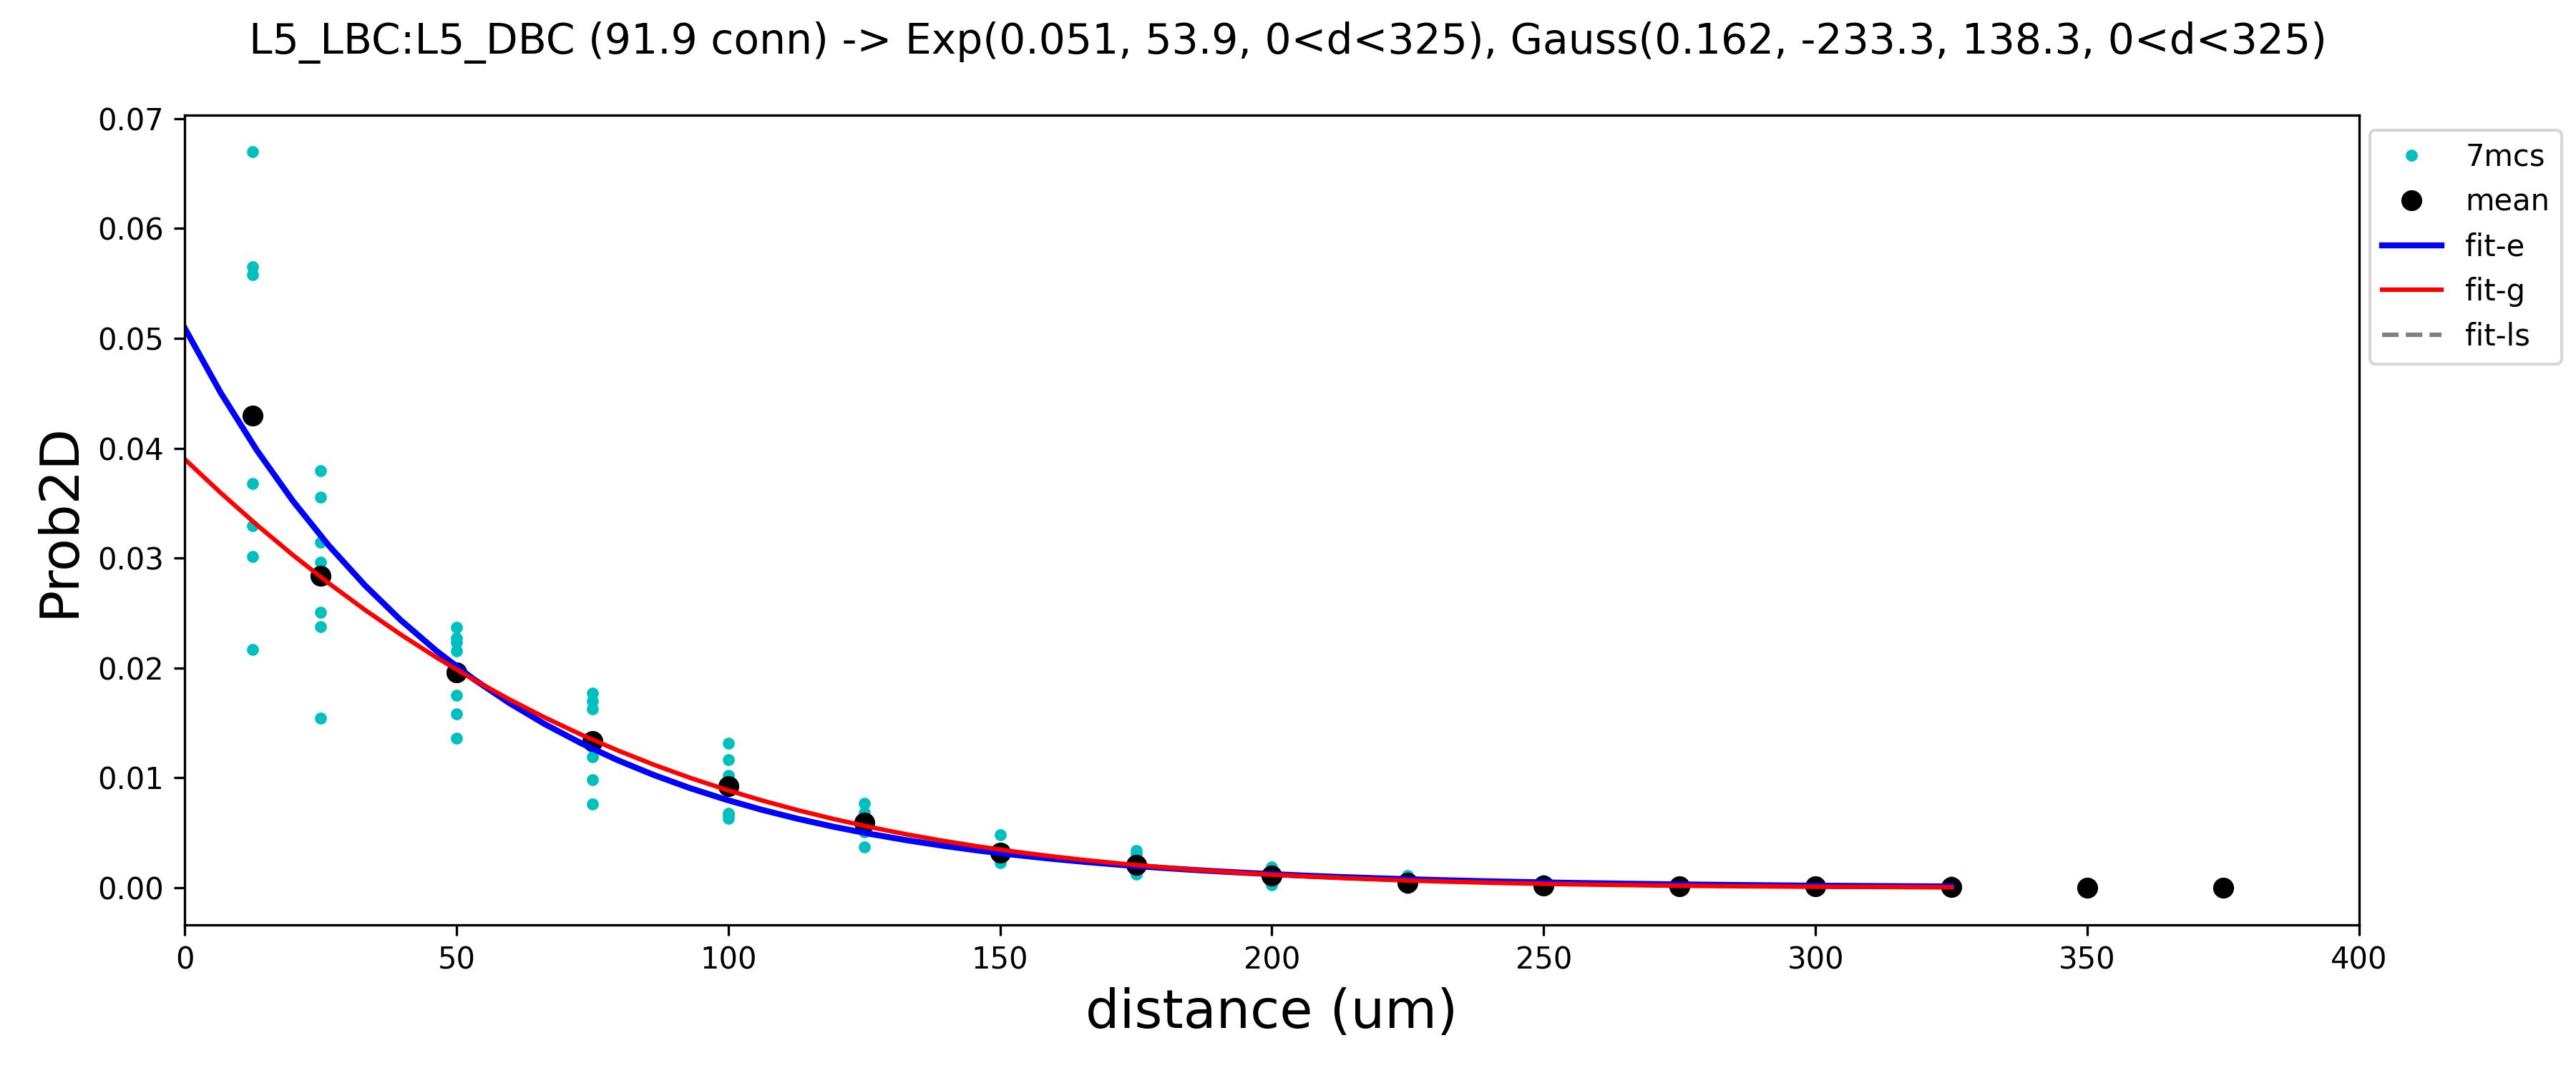 L5_LBC:L5_DBC (91.9 conn) -> Exp(0.051, 53.9, 0<d<325), Gauss(0.162, -233.3, 138.3, 0<d<325)
0.07
0.06
0.05
0.04
0.03
0.02
0.01
0.00
Prob2D
0 50 100 150 200 250 300 350 400
distance (um)
7mcs
mean
fit-e
fit-g
fit-ls